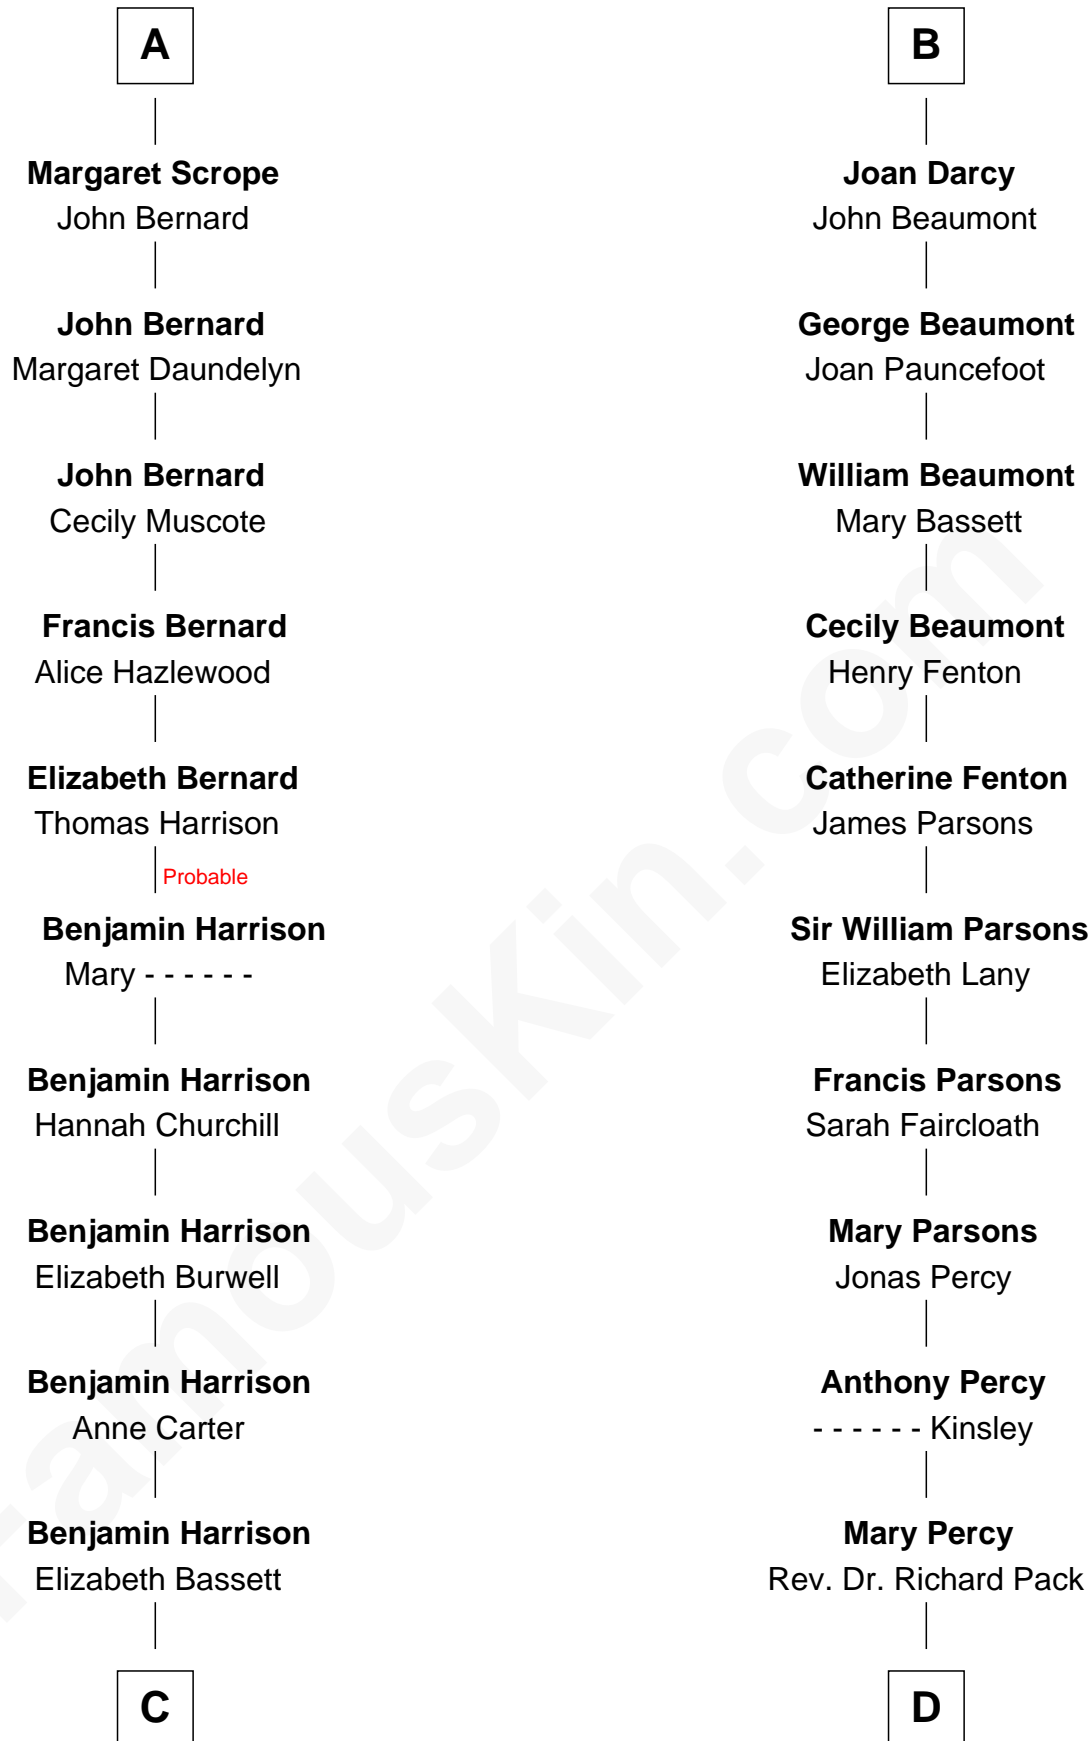 A
Margaret Scrope
John Bernard
John Bernard
Margaret Daundelyn
John Bernard
Cecily Muscote
Francis Bernard
Alice Hazlewood
Elizabeth Bernard
Thomas Harrison
Probable
Benjamin Harrison
Mary - - - - - -
Benjamin Harrison
Hannah Churchill
Benjamin Harrison
Elizabeth Burwell
Benjamin Harrison
Anne Carter
Benjamin Harrison
Elizabeth Bassett
C
B
Joan Darcy
John Beaumont
George Beaumont
Joan Pauncefoot
William Beaumont
Mary Bassett
Cecily Beaumont
Henry Fenton
Catherine Fenton
James Parsons
Sir William Parsons
Elizabeth Lany
Francis Parsons
Sarah Faircloath
Mary Parsons
Jonas Percy
Anthony Percy
- - - - - - Kinsley
Mary Percy
Rev. Dr. Richard Pack
D
FamousKin.com